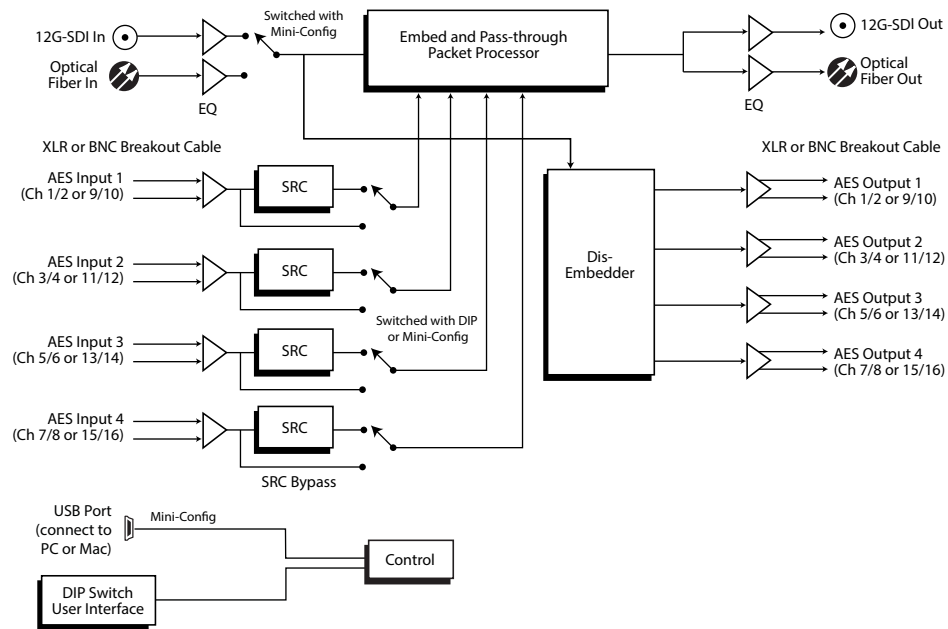 Switched with
Mini-Config
12G-SDI In
Optical
Fiber In
EQ
Embed and Pass-through
Packet Processor
12G-SDI Out
Optical
Fiber Out
EQ
XLR or BNC Breakout Cable
XLR or BNC Breakout Cable
AES Input 1
(Ch 1/2 or 9/10)
SRC
AES Input 2
(Ch 3/4 or 11/12)
SRC
Switched with DIP
or Mini-Config
AES Input 3
(Ch 5/6 or 13/14)
SRC
AES Input 4
(Ch 7/8 or 15/16)
SRC
SRC Bypass
Dis-
Embedder
AES Output 1
(Ch 1/2 or 9/10)
AES Output 2
(Ch 3/4 or 11/12)
AES Output 3
(Ch 5/6 or 13/14)
AES Output 4
(Ch 7/8 or 15/16)
USB Port
(connect to
PC or Mac)
Mini-Config
Control
DIP Switch
User Interface